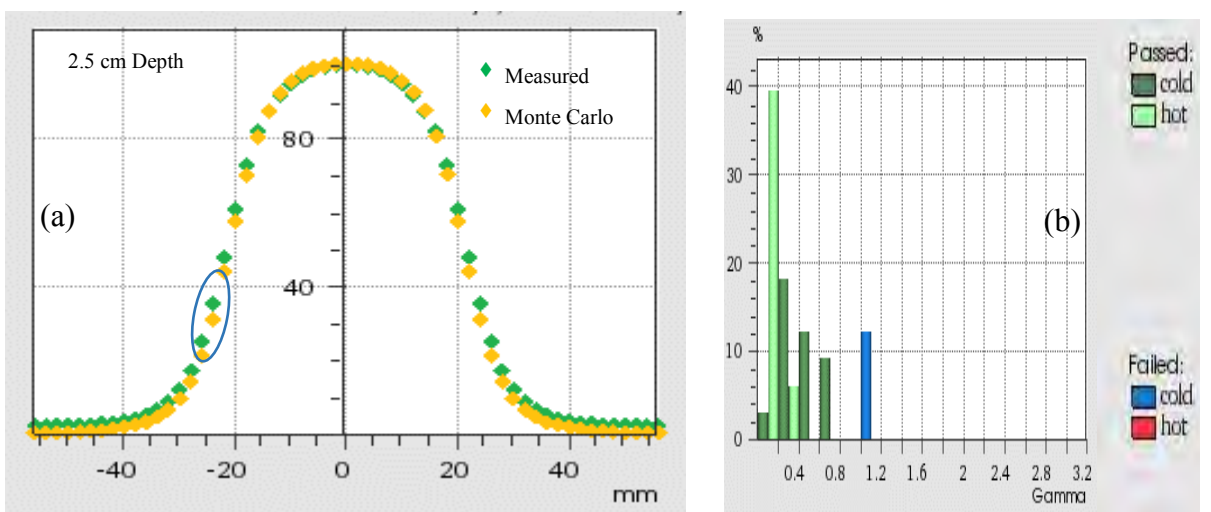 2.5 cm Depth
Measured
Monte Carlo
80
(a)
40
-40 -20 0 20 40
mm
%
40
30
20
10
0
(b)
0.4 0.8 1.2 1.6 2 2.4 2.8 3.2
Gamma
Passed:
cold
hot
Failed:
cold
hot